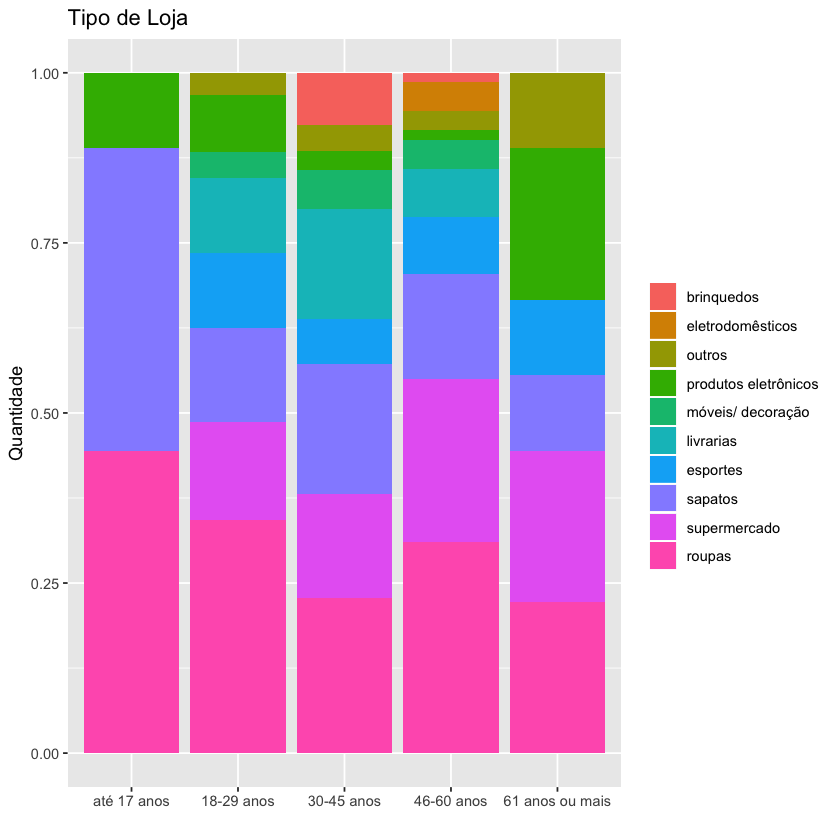 Tipo de Loja
Quantidade
1.00
0.75
0.50
0.25
0.00
até 17 anos
18-29 anos
30-45 anos
46-60 anos
61 anos ou mais
brinquedos
eletrodomêsticos
outros
produtos eletrônicos
móveis/ decoração
livrarias
esportes
sapatos
supermercado
roupas